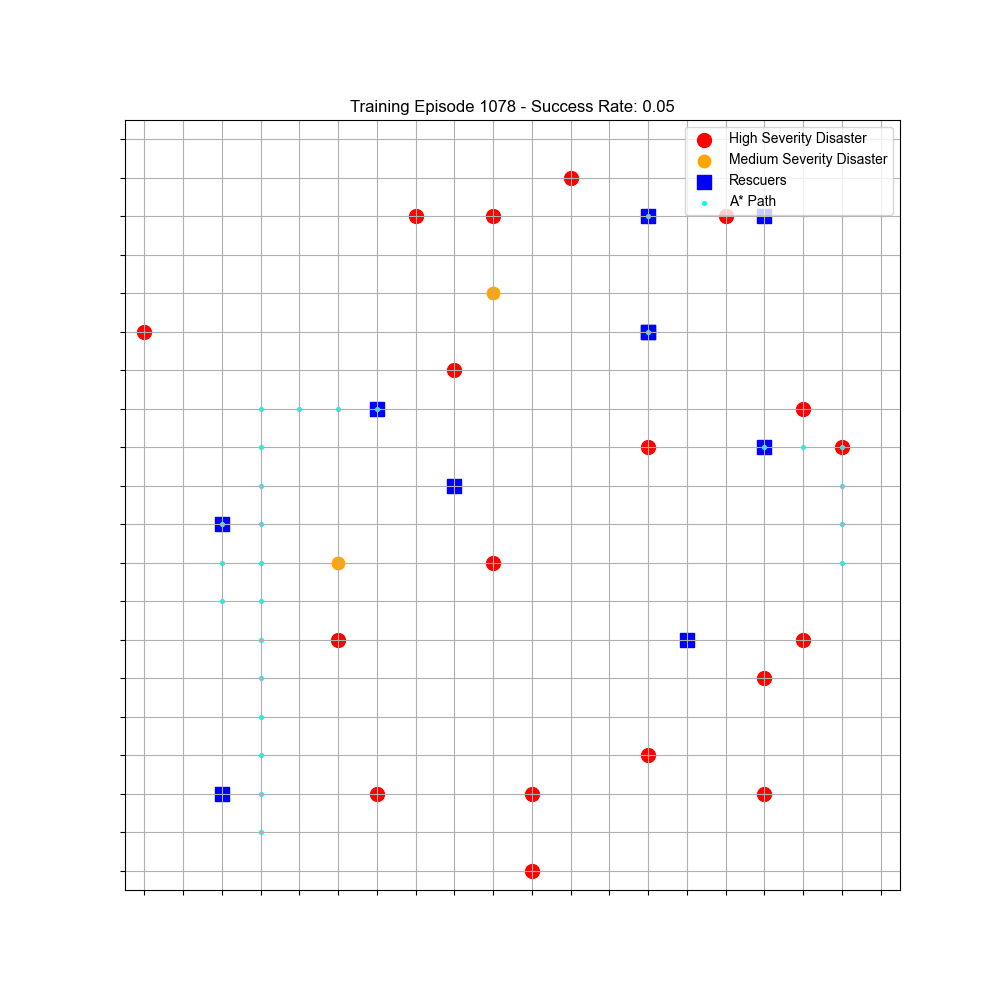 Training Episode 1078 - Success Rate: 0.05
High Severity Disaster
Medium Severity Disaster
Rescuers
A* Path